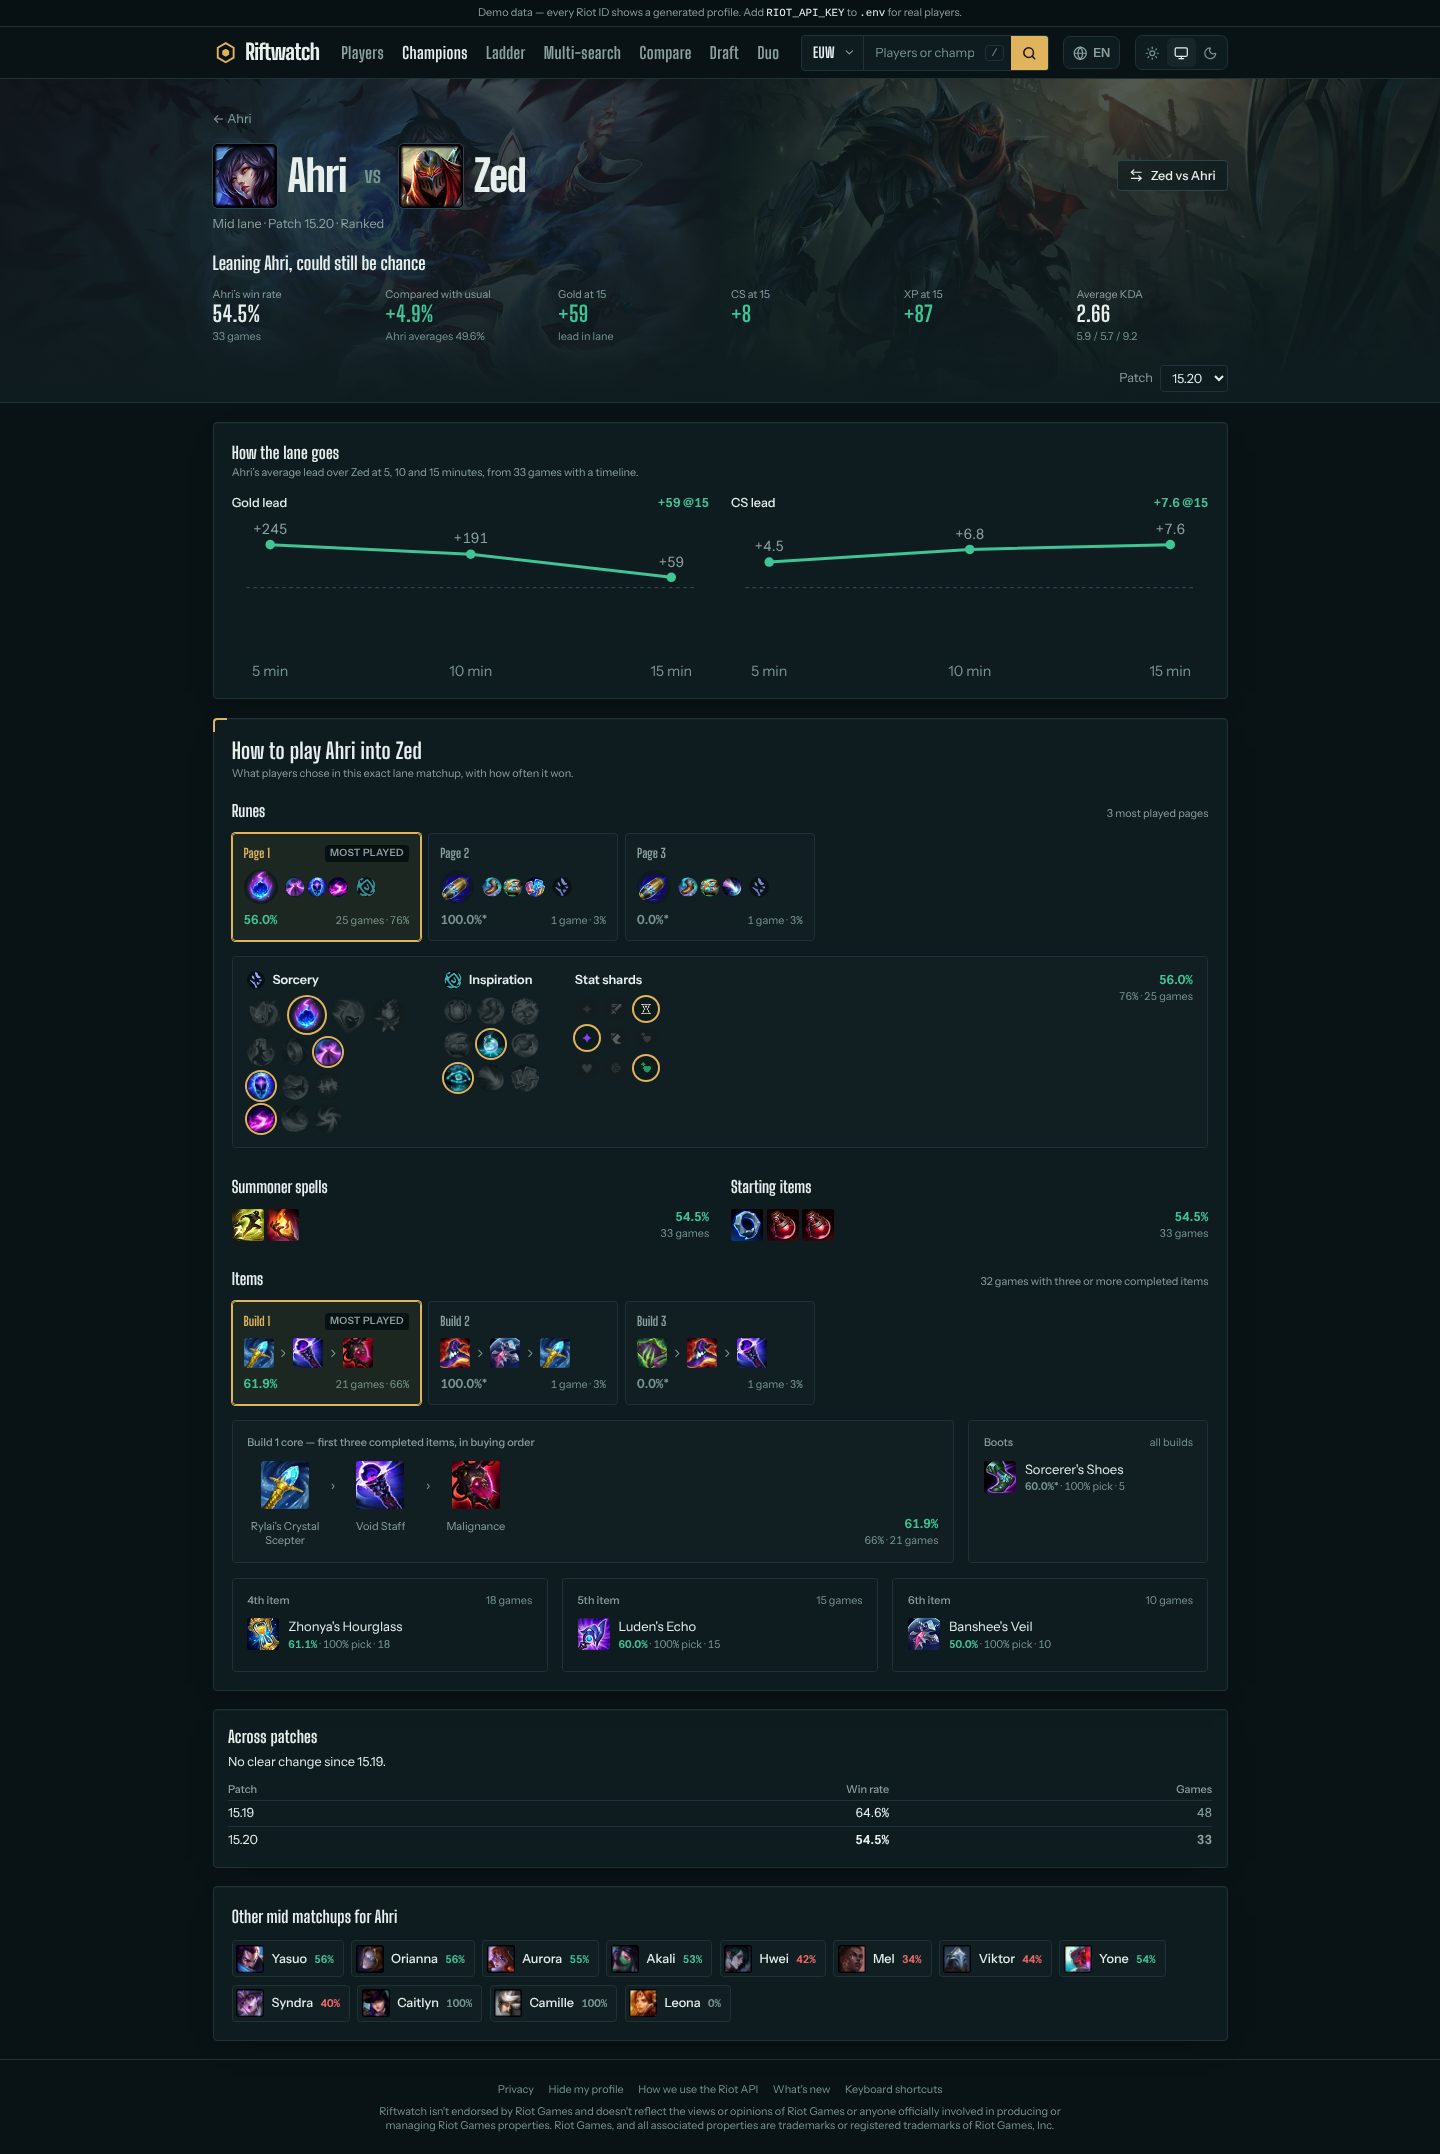 Demo data — every Riot ID shows a generated profile. Add RIOT_API_KEY to .env for real players.
Riftwatch Players Champions Ladder Multi-search Compare Draft Duo EUW Players or champ / EN
← Ahri
Ahri vs Zed
Zed vs Ahri
Mid lane · Patch 15.20 · Ranked
Leaning Ahri, could still be chance
Ahri's win rate Compared with usual Gold at 15 CS at 15 XP at 15 Average KDA
54.5% +4.9% +59 +8 +87 2.66
33 games Ahri averages 49.6% lead in lane 5.9 / 5.7 / 9.2
Patch 15.20
How the lane goes
Ahri's average lead over Zed at 5, 10 and 15 minutes, from 33 games with a timeline.
Gold lead +59 @15 CS lead +7.6 @15
+245 +191 +59 +4.5 +6.8 +7.6
5 min 10 min 15 min 5 min 10 min 15 min
How to play Ahri into Zed
What players chose in this exact lane matchup, with how often it won.
Runes 3 most played pages
Page 1 MOST PLAYED Page 2 Page 3
56.0% 25 games · 76% 100.0%* 1 game · 3% 0.0%* 1 game · 3%
Sorcery Inspiration Stat shards 56.0%
76% · 25 games
Summoner spells Starting items
54.5% 54.5%
33 games 33 games
Items 32 games with three or more completed items
Build 1 MOST PLAYED Build 2 Build 3
61.9% 21 games · 66% 100.0%* 1 game · 3% 0.0%* 1 game · 3%
Build 1 core — first three completed items, in buying order
Rylai's Crystal Scepter › Void Staff › Malignance
61.9%
66% · 21 games
Boots all builds
Sorcerer's Shoes
60.0%* · 100% pick · 5
4th item 18 games
Zhonya's Hourglass
61.1% · 100% pick · 18
5th item 15 games
Luden's Echo
60.0% · 100% pick · 15
6th item 10 games
Banshee's Veil
50.0% · 100% pick · 10
Across patches
No clear change since 15.19.
Patch Win rate Games
15.19 64.6% 48
15.20 54.5% 33
Other mid matchups for Ahri
Yasuo 56% Orianna 56% Aurora 55% Akali 53% Hwei 42% Mel 34% Viktor 44% Yone 54%
Syndra 40% Caitlyn 100% Camille 100% Leona 0%
Privacy Hide my profile How we use the Riot API What's new Keyboard shortcuts
Riftwatch isn't endorsed by Riot Games and doesn't reflect the views or opinions of Riot Games or anyone officially involved in producing or
managing Riot Games properties. Riot Games, and all associated properties are trademarks or registered trademarks of Riot Games, Inc.